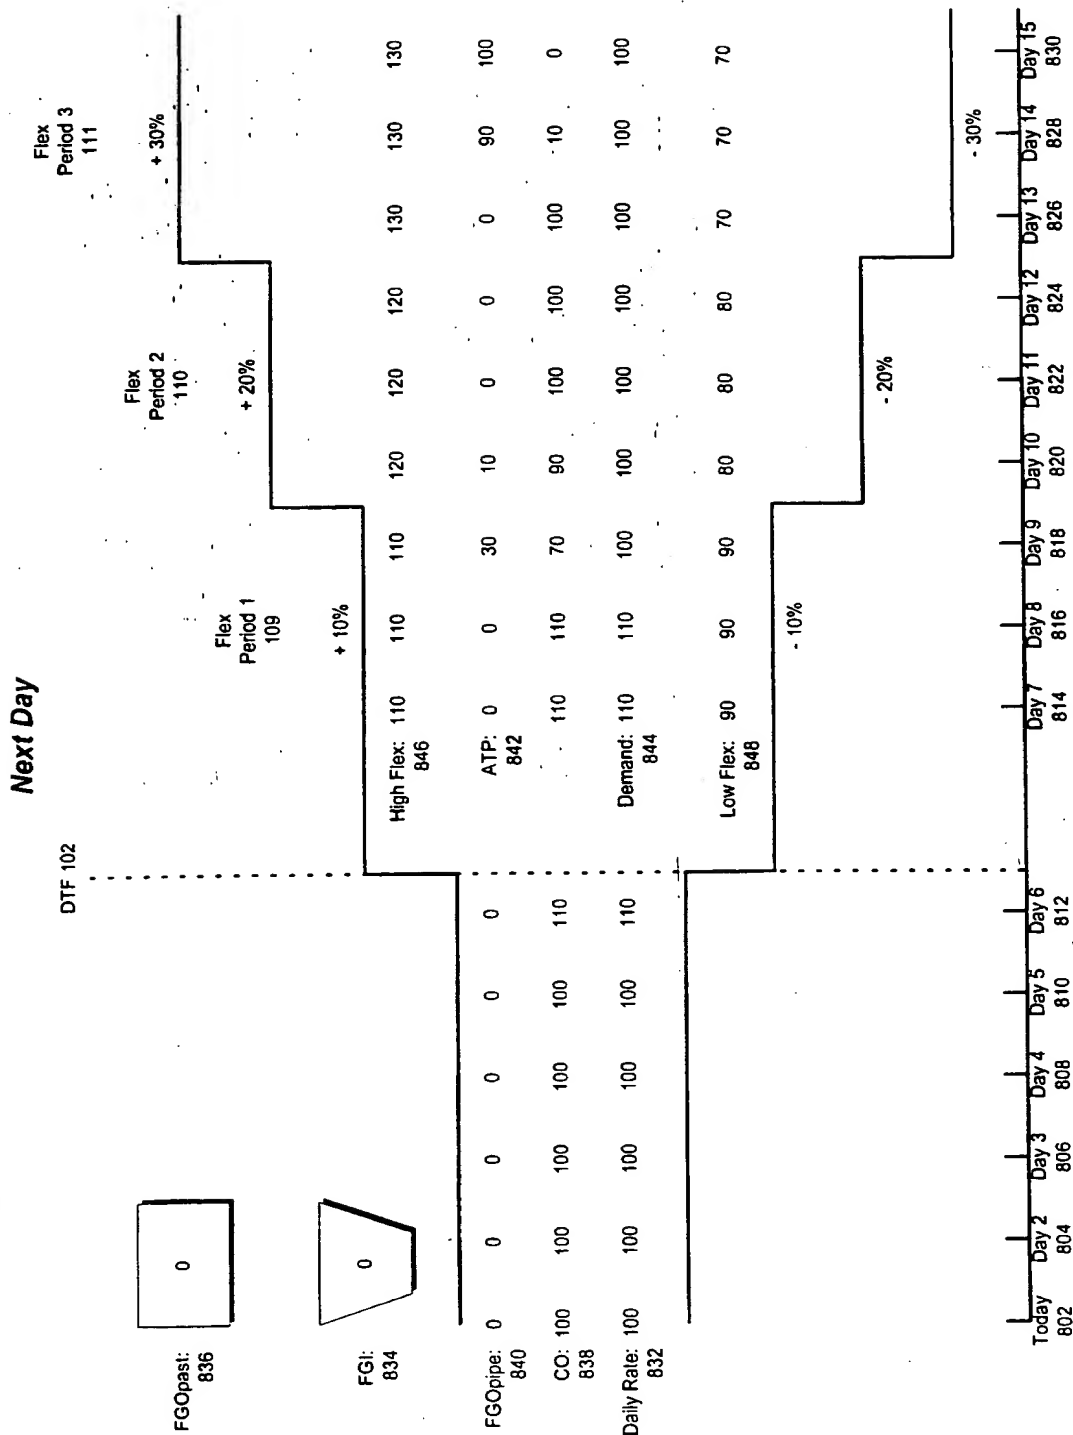 Next Day
Flex
Period 3
111
DTF 102
Flex
Period 2
110
+ 30%
FGOpast:
836
0
Flex
Period 1
109
+ 20%
+ 10%
FGI:
834
0
High Flex: 110 110 110 120 120 120 130 130 130
846
FGOpipe: 0 0 0 0 0 0
840
ATP: 0 0 30 10 0 0 0 90 100
842
CO: 100 100 100 100 100 110 110 110 70 90 100 100 100 10 0
838
Daily Rate: 100 100 100 100 100 110
832
Demand: 110 110 100 100 100 100 100 100 100
844
Low Flex: 90 90 90 80 80 80 70 70 70
848
- 10%
- 20%
- 30%
Today Day 2 Day 3 Day 4 Day 5 Day 6 Day 7 Day 8 Day 9 Day 10 Day 11 Day 12 Day 13 Day 14 Day 15
802 804 806 808 810 812 814 816 818 820 822 824 826 828 830